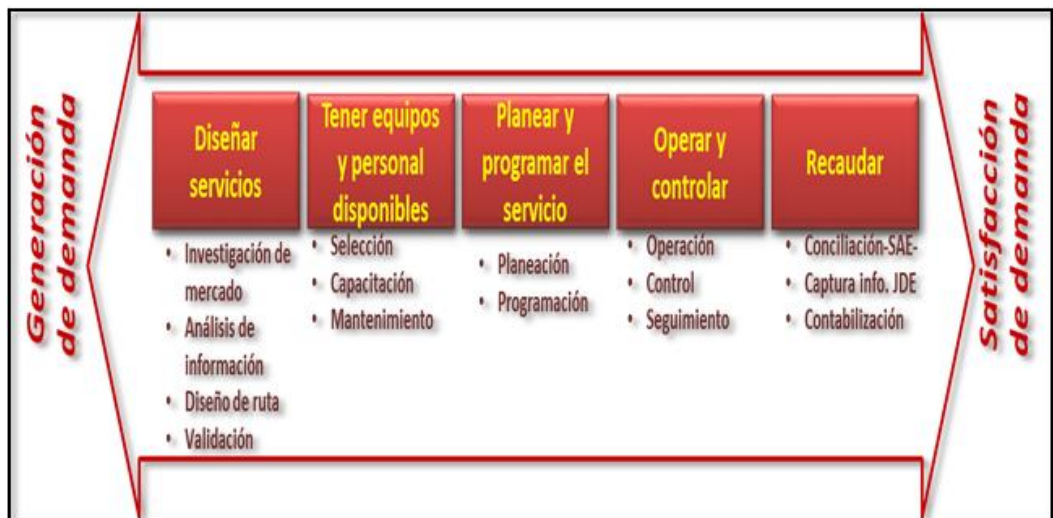 Generación
de demanda
Diseñar
servicios
• Investigación de
mercado
• Análisis de
información
• Diseño de ruta
• Validación
Tener equipos
y personal
disponibles
• Selección
• Capacitación
• Mantenimiento
Planear y
programar el
servicio
• Planeación
• Programación
Operar y
controlar
• Operación
• Control
• Seguimiento
Recaudar
• Conciliación-SAE-
• Captura info. JDE
• Contabilización
Satisfacción
de demanda